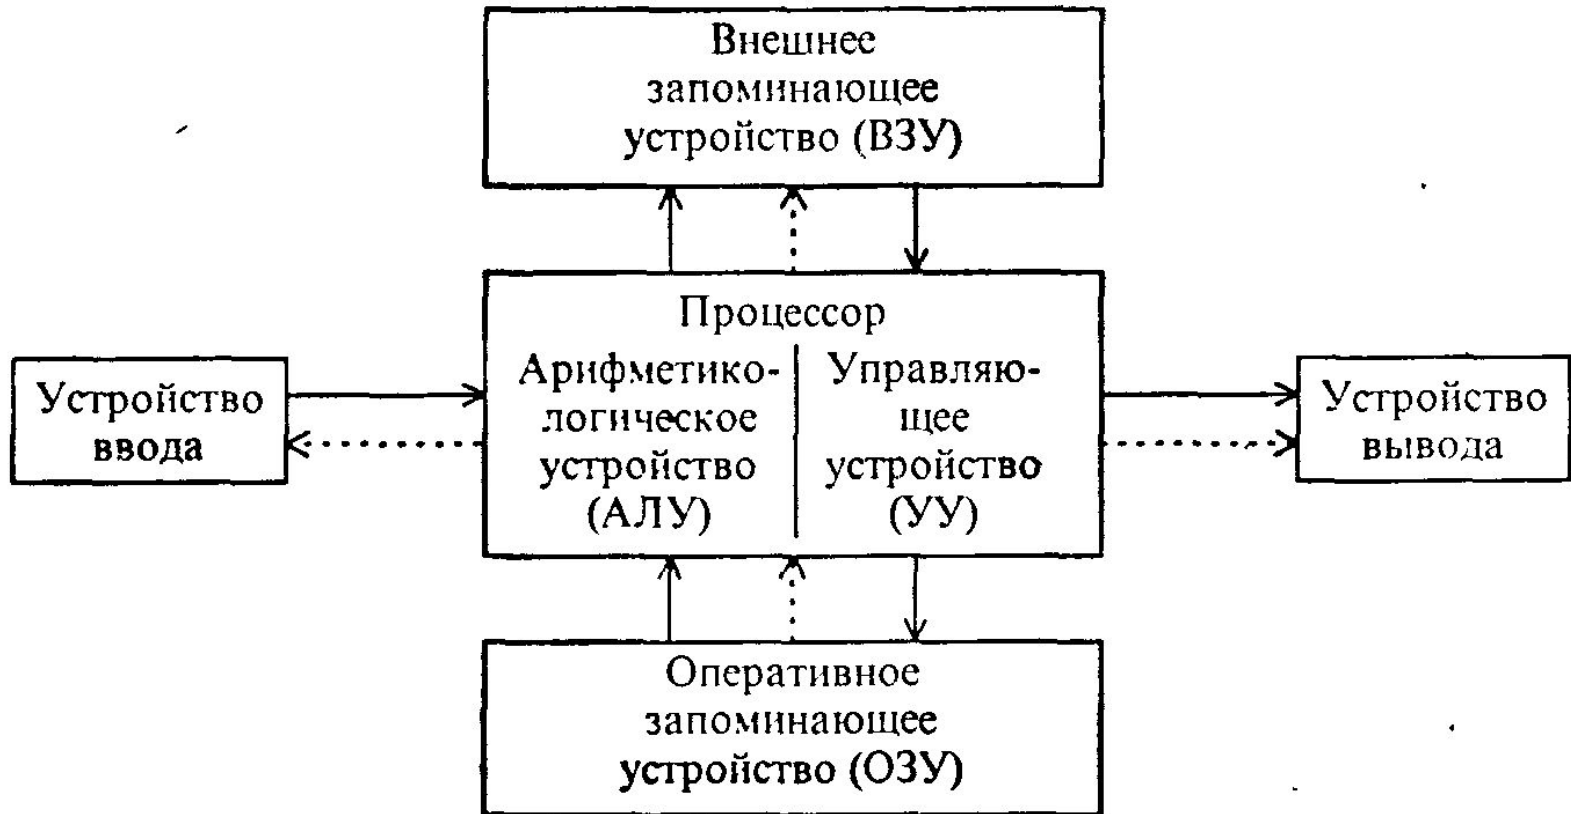 Внешнее
запоминающее
устройство (ВЗУ)
Процессор
Арифметико-
логическое
устройство
(АЛУ)
Управляю-
щее
устройство
(УУ)
Устройство
ввода
Устройство
вывода
Оперативное
запоминающее
устройство (ОЗУ)